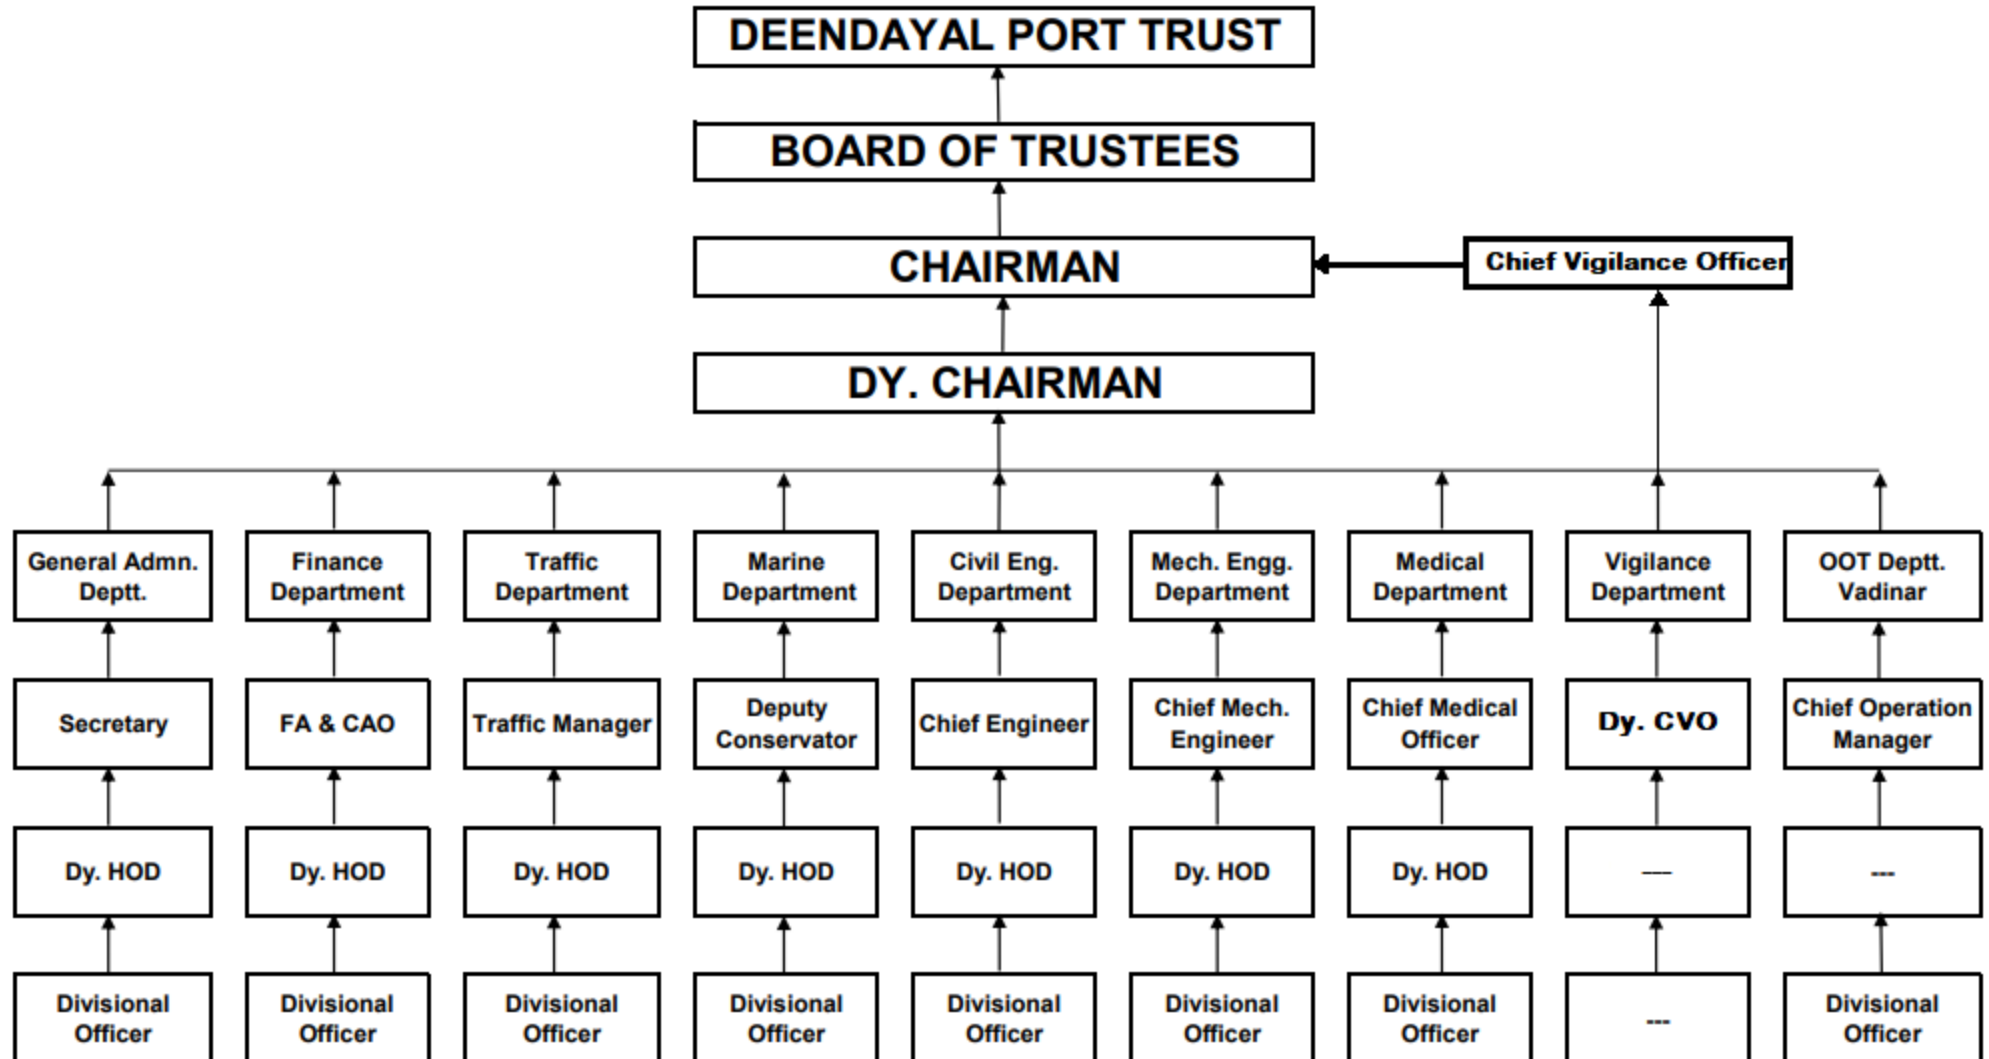 DEENDAYAL PORT TRUST
BOARD OF TRUSTEES
CHAIRMAN
Chief Vigilance Officer
DY. CHAIRMAN
General Admn.
Deptt.
Finance
Department
Traffic
Department
Marine
Department
Civil Eng.
Department
Mech. Engg.
Department
Medical
Department
Vigilance
Department
OOT Deptt.
Vadinar
Secretary
FA & CAO
Traffic Manager
Deputy
Conservator
Chief Engineer
Chief Mech.
Engineer
Chief Medical
Officer
Dy. CVO
Chief Operation
Manager
Dy. HOD
Dy. HOD
Dy. HOD
Dy. HOD
Dy. HOD
Dy. HOD
Dy. HOD
---
---
Divisional
Officer
Divisional
Officer
Divisional
Officer
Divisional
Officer
Divisional
Officer
Divisional
Officer
Divisional
Officer
---
Divisional
Officer